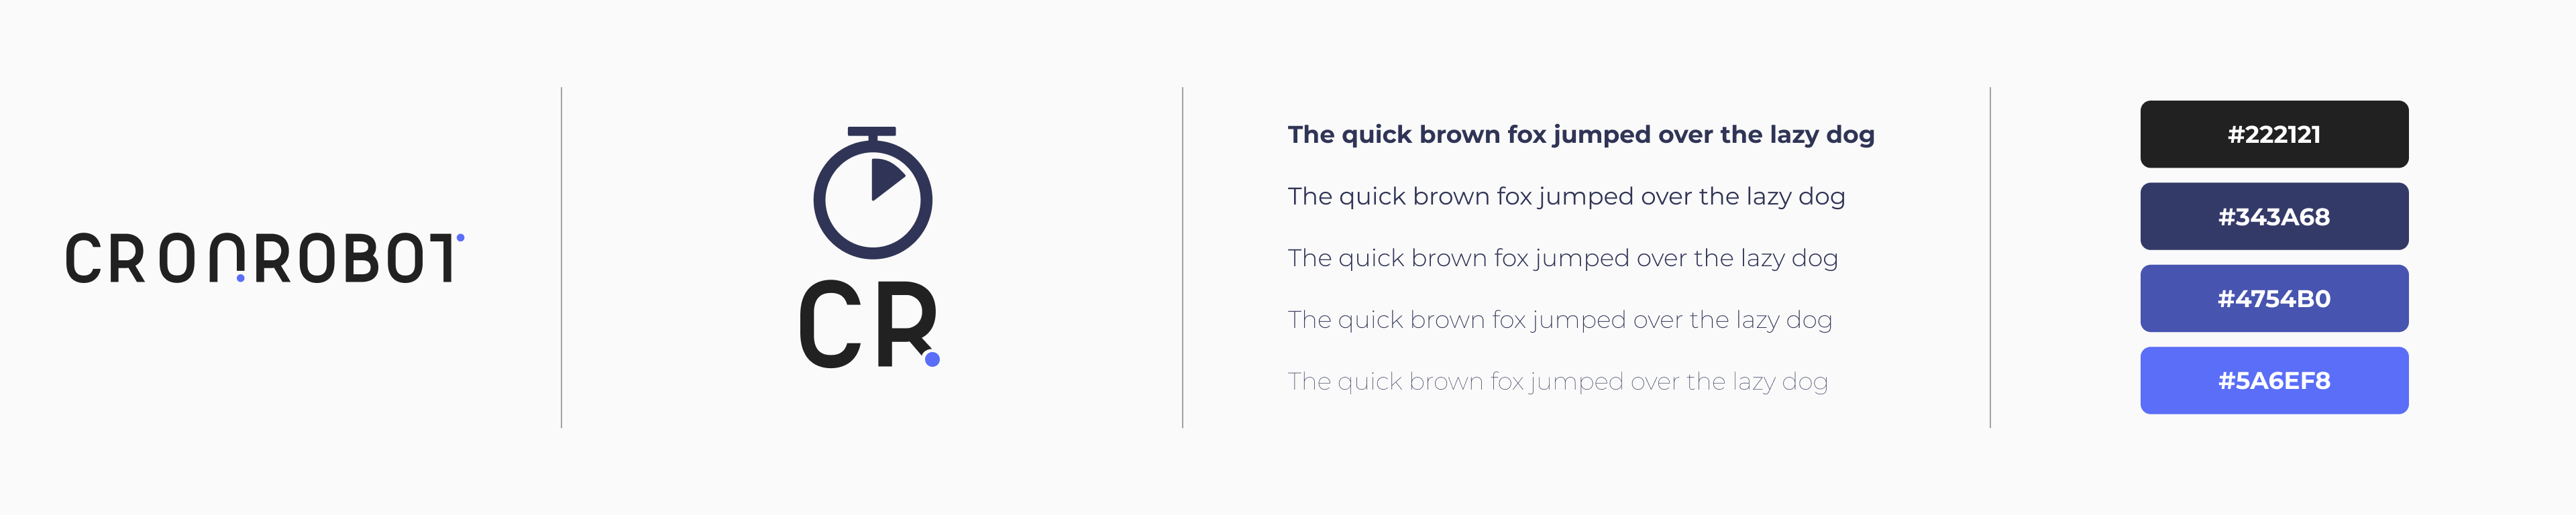 CRONROBOT
CR
The quick brown fox jumped over the lazy dog
The quick brown fox jumped over the lazy dog
The quick brown fox jumped over the lazy dog
The quick brown fox jumped over the lazy dog
The quick brown fox jumped over the lazy dog
#222121
#343A68
#4754B0
#5A6EF8